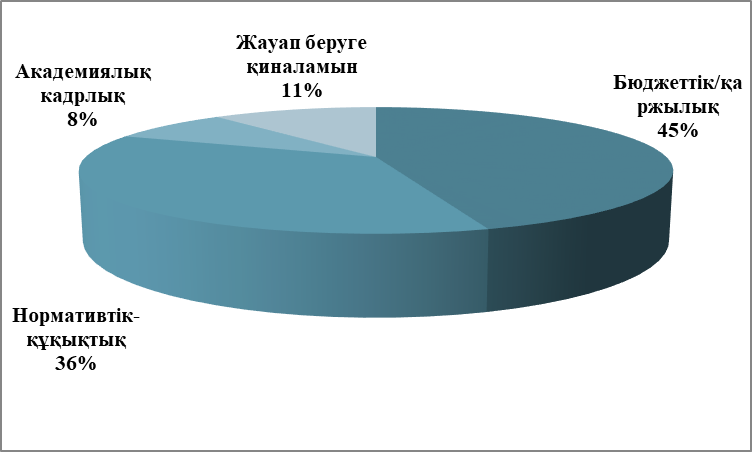 Жауап беруге
қиналамын
11%
Академиялық
кадрлық
8%
Бюджеттік/қа
ржылық
45%
Нормативтік-
құқықтық
36%